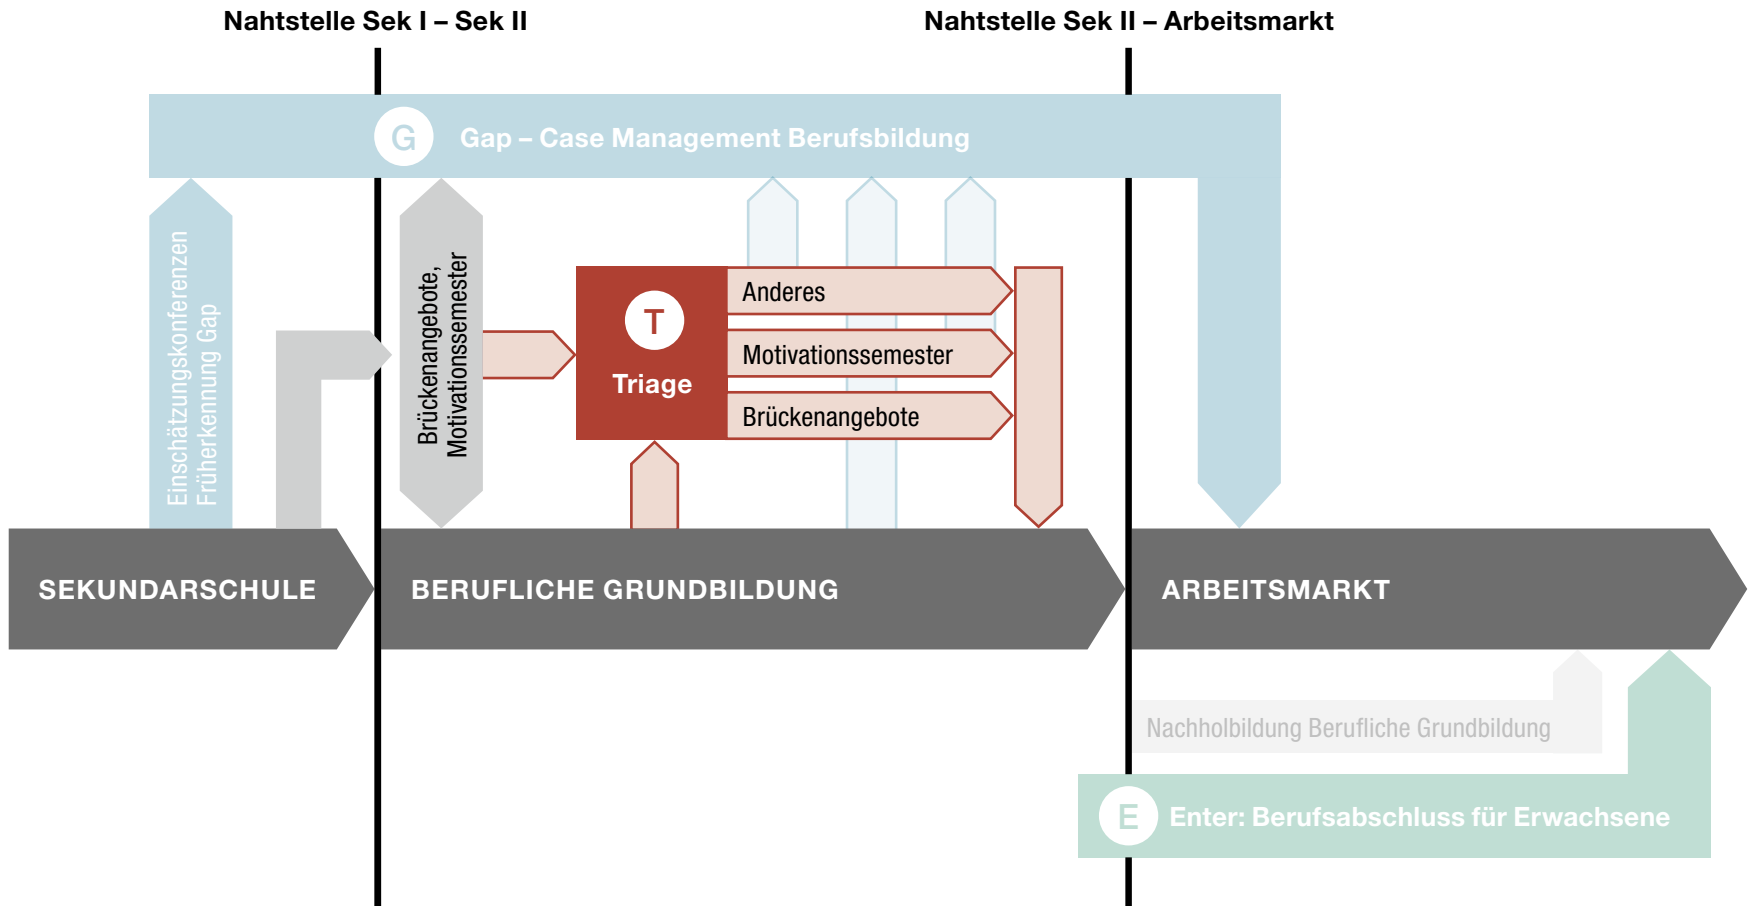 Nahtstelle Sek I – Sek II
Nahtstelle Sek II – Arbeitsmarkt
G
Gap – Case Management Berufsbildung
Einschätzungskonferenzen
Früherkennung Gap
Brückenangebote,
Motivationssemester
T
Triage
Anderes
Motivationssemester
Brückenangebote
SEKUNDARSCHULE
BERUFLICHE GRUNDBILDUNG
ARBEITSMARKT
Nachholbildung Berufliche Grundbildung
E
Enter: Berufsabschluss für Erwachsene